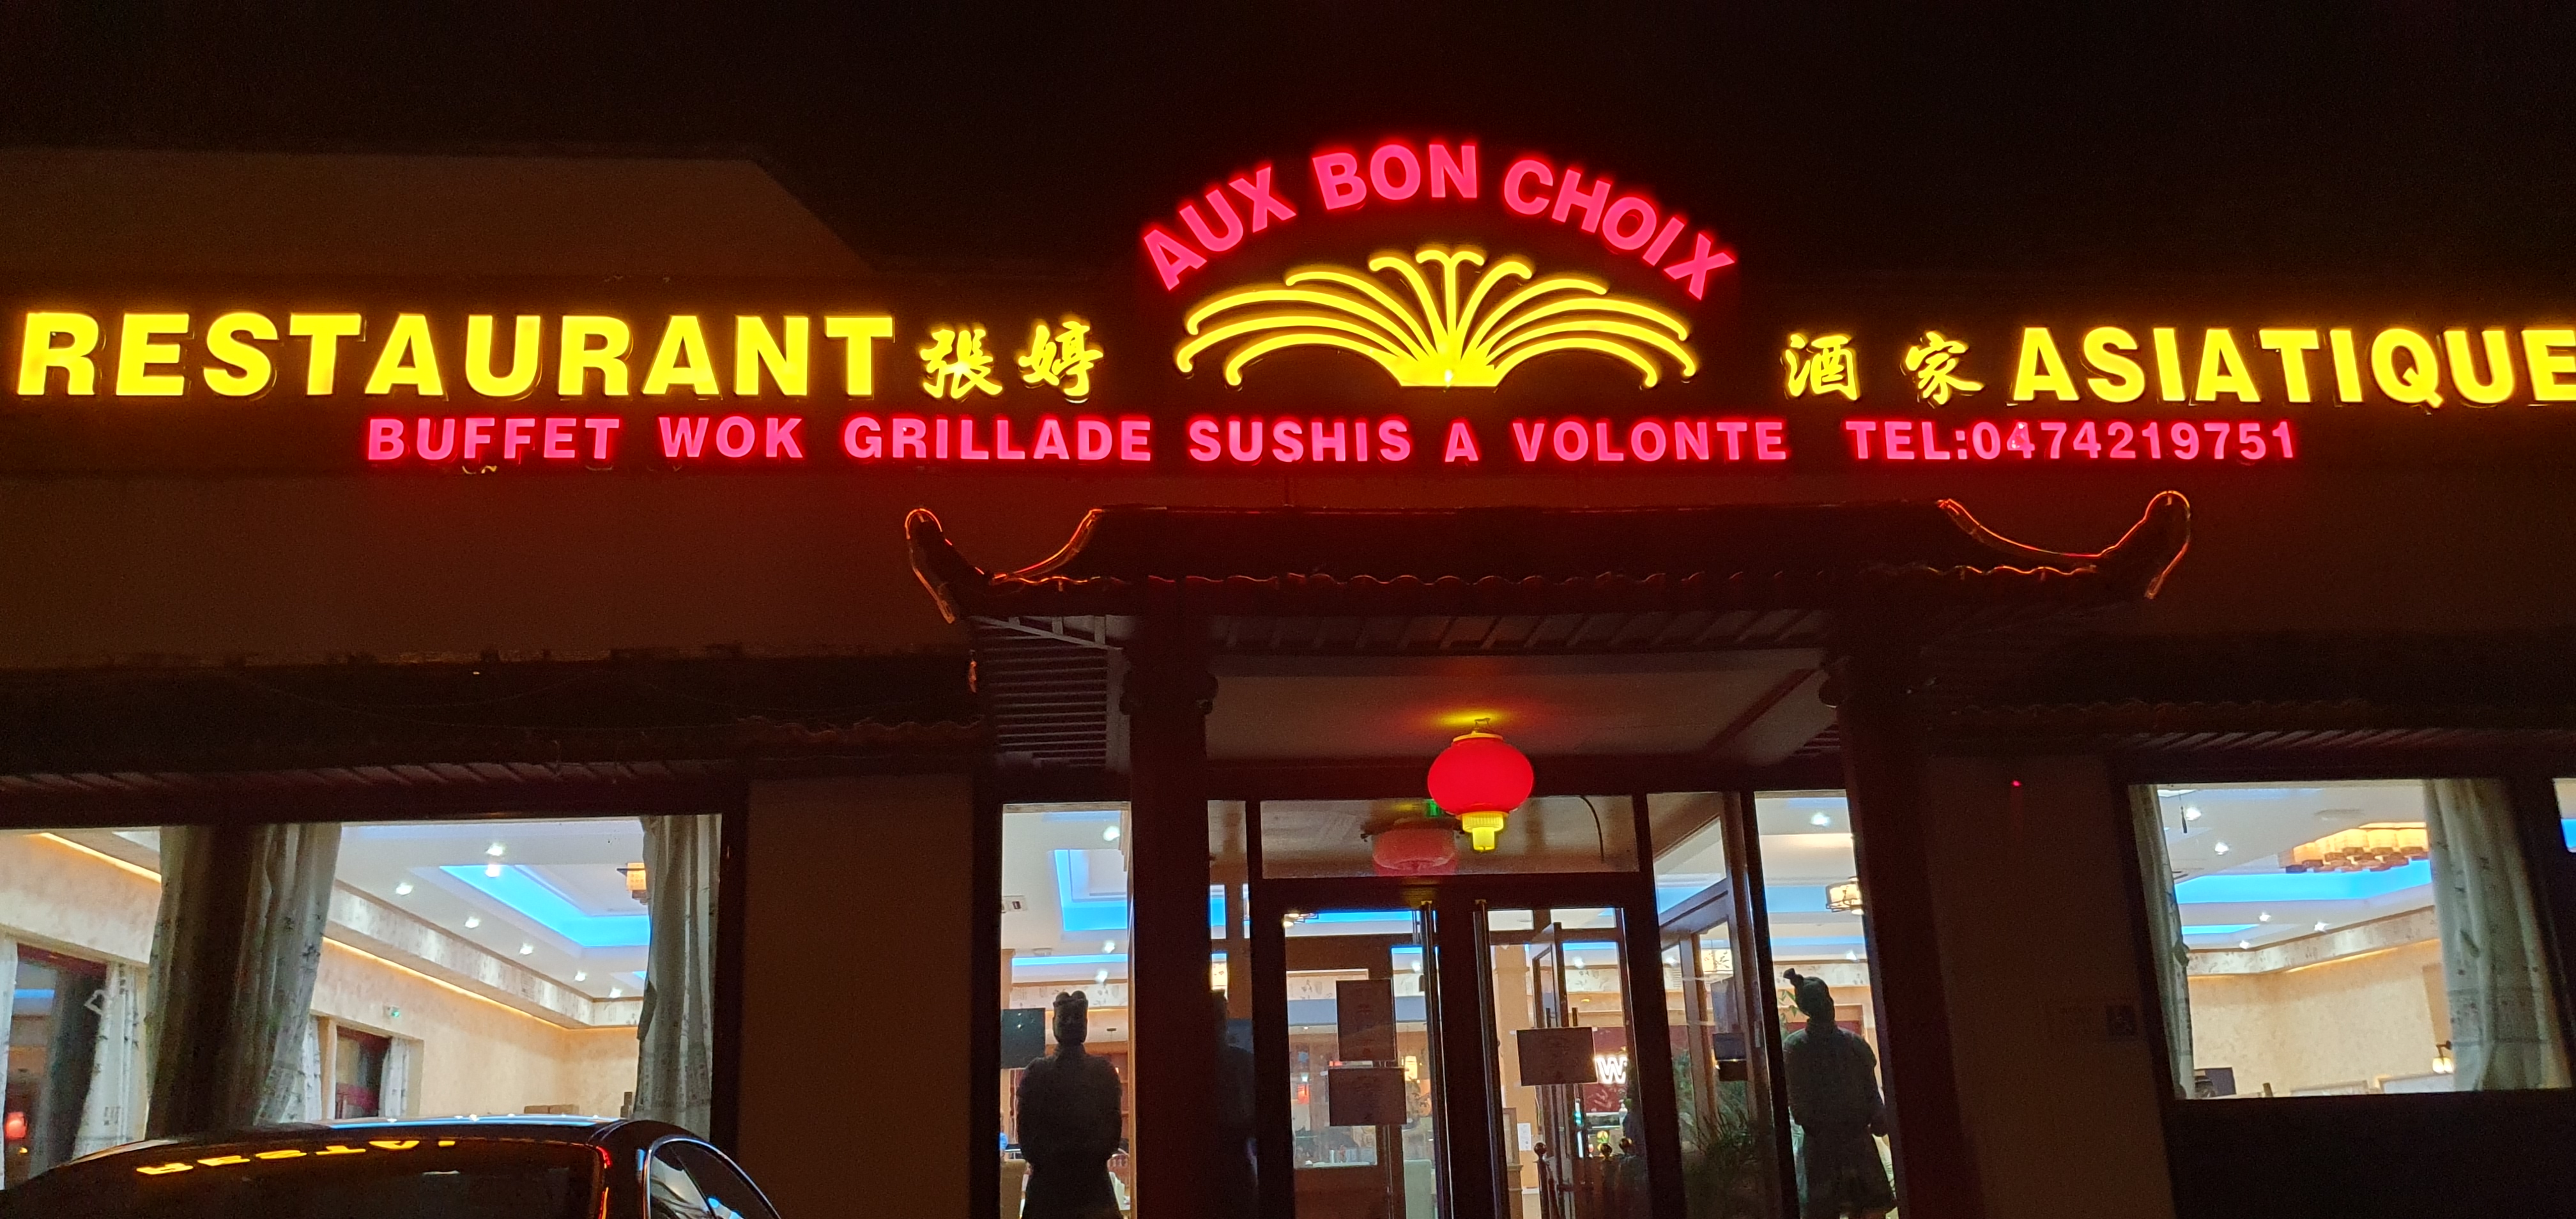 AUX BON CHOIX
RESTAURANT 張婷 酒家 ASIATIQUE
BUFFET WOK GRILLADE SUSHIS A VOLONTE TEL:0474219751